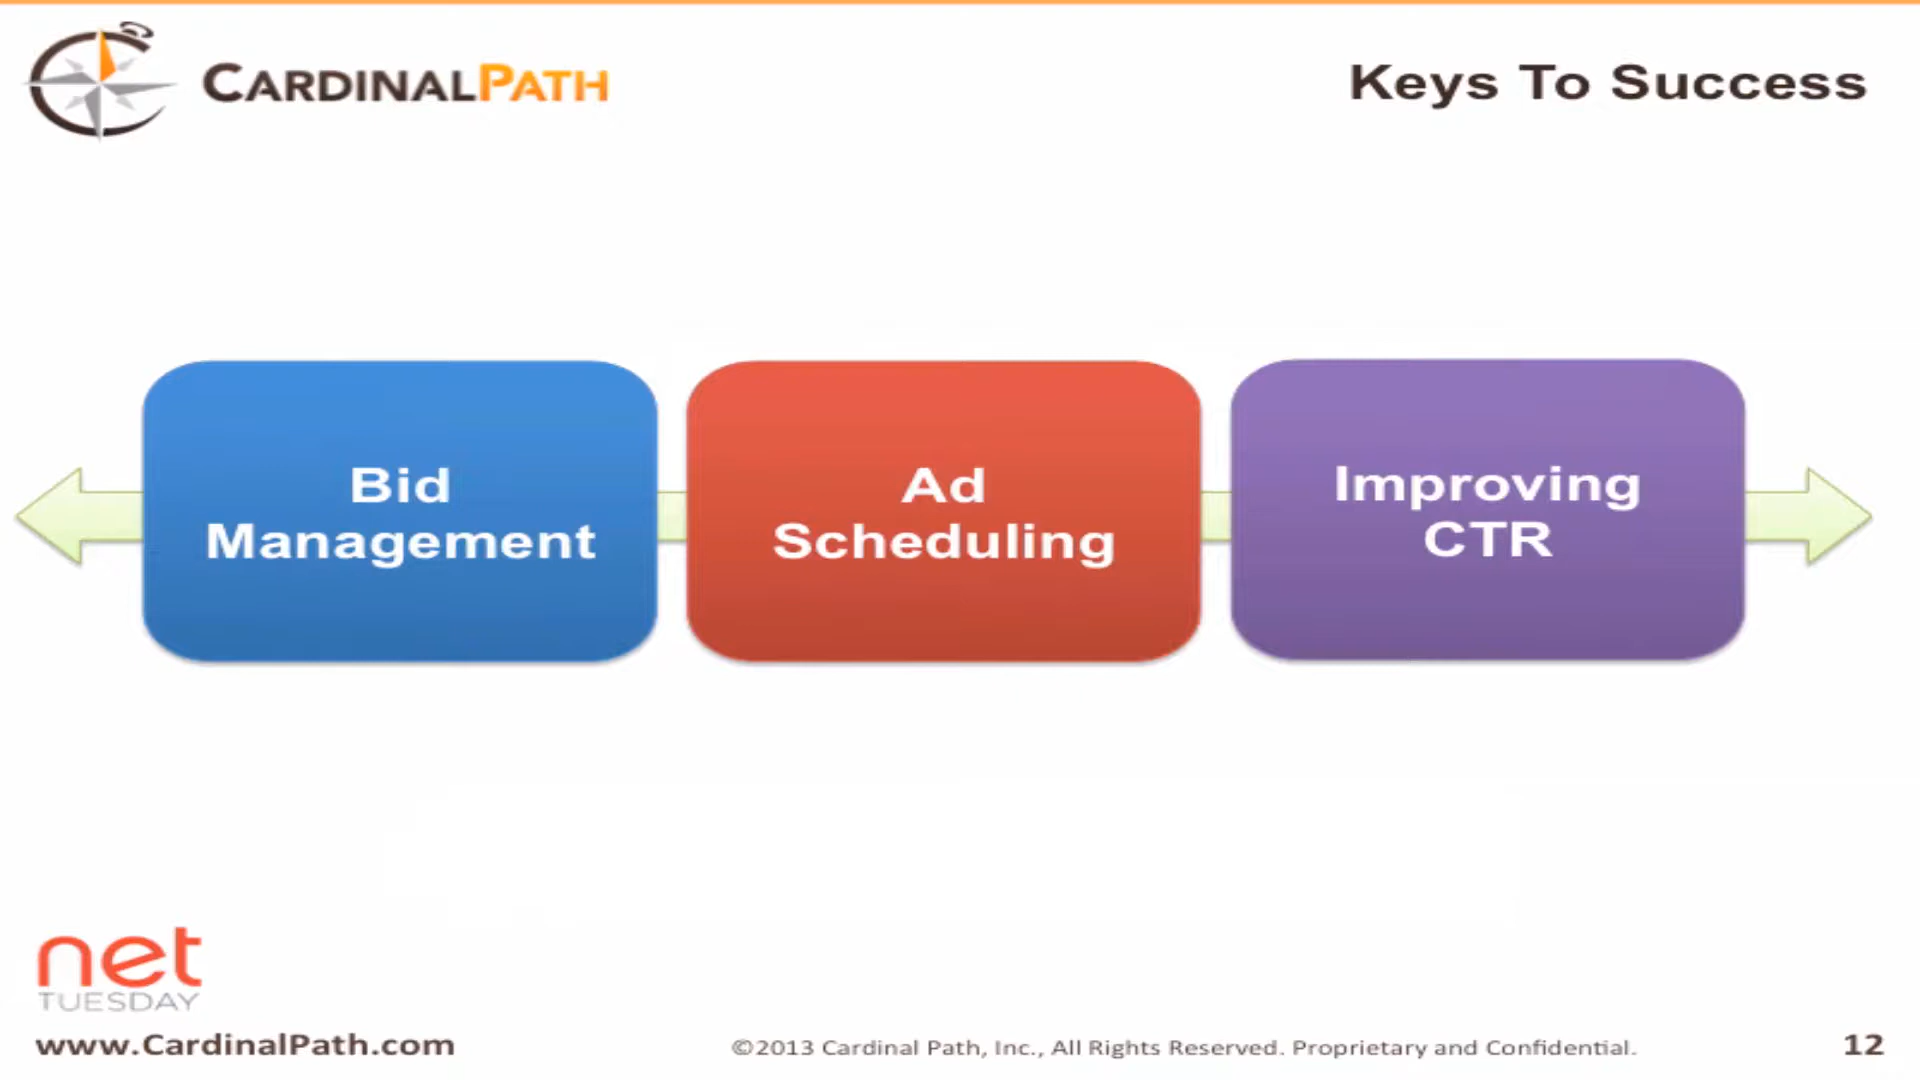 CARDINALPATH
Keys To Success
Bid
Management
Ad
Scheduling
Improving
CTR
net
TUESDAY
www.CardinalPath.com
©2013 Cardinal Path, Inc., All Rights Reserved. Proprietary and Confidential.
12